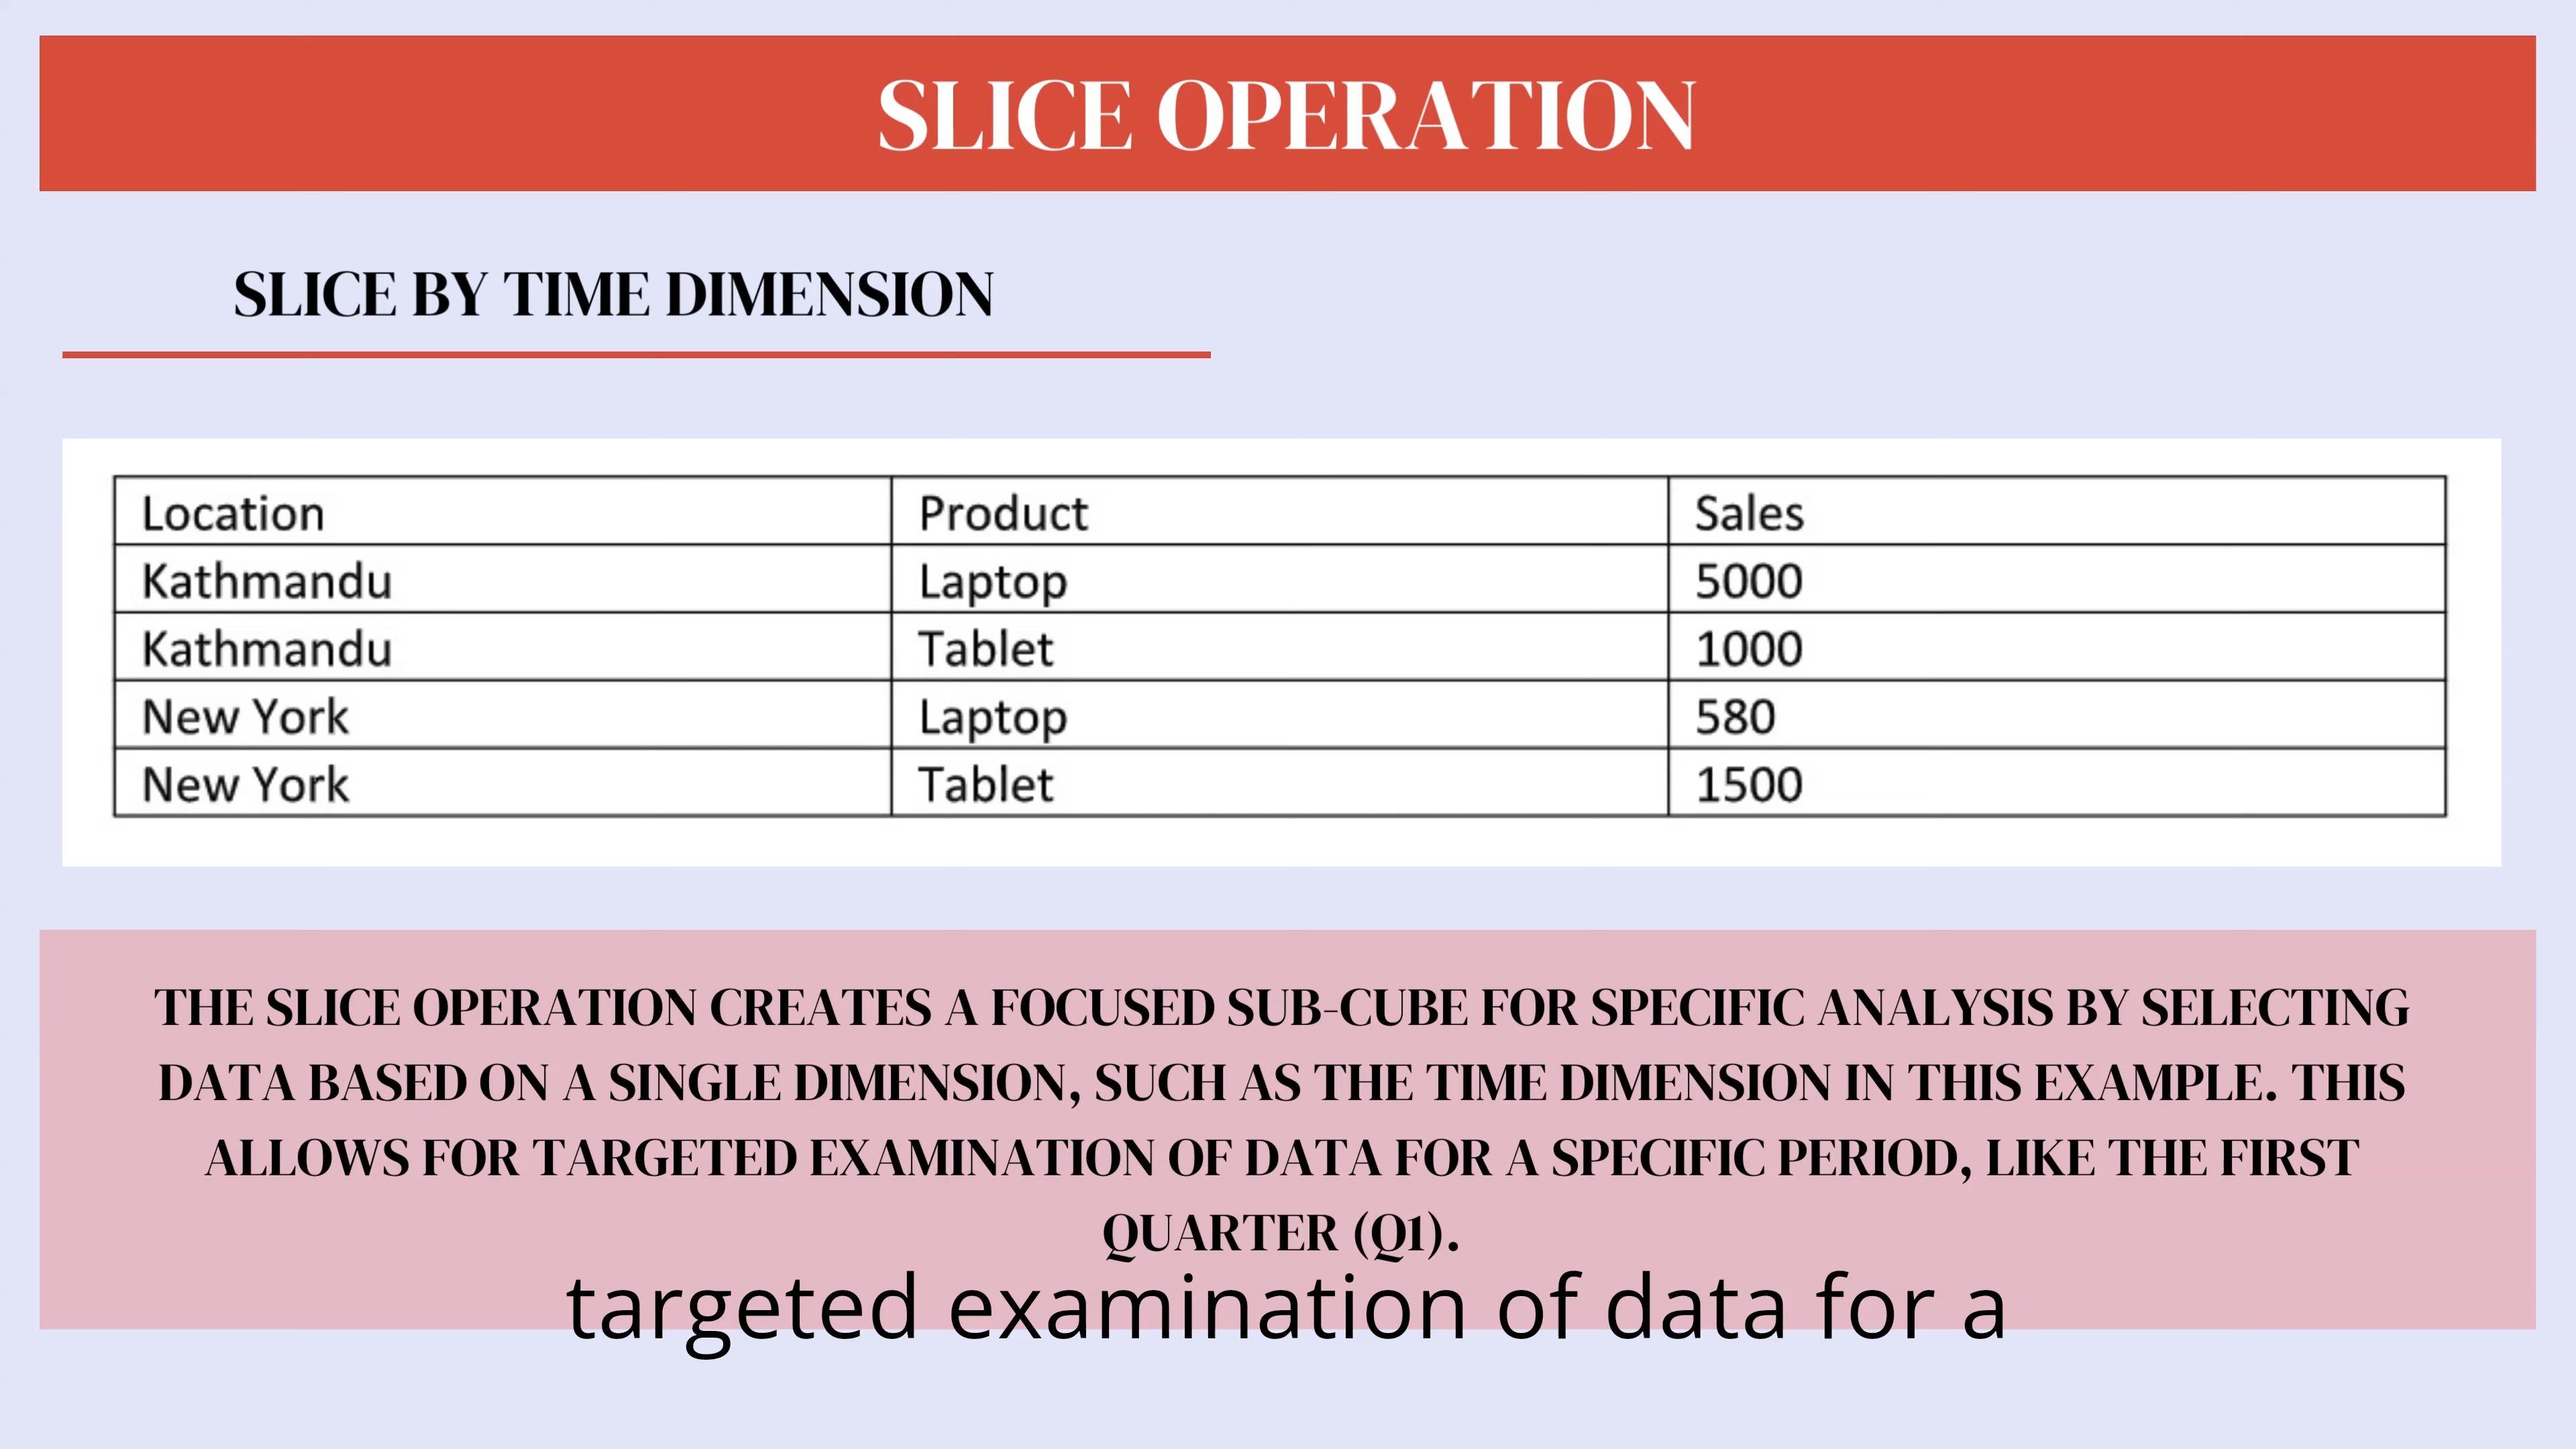 SLICE OPERATION
SLICE BY TIME DIMENSION
Location Product Sales
Kathmandu Laptop 5000
Kathmandu Tablet 1000
New York Laptop 580
New York Tablet 1500
THE SLICE OPERATION CREATES A FOCUSED SUB-CUBE FOR SPECIFIC ANALYSIS BY SELECTING
DATA BASED ON A SINGLE DIMENSION, SUCH AS THE TIME DIMENSION IN THIS EXAMPLE. THIS
ALLOWS FOR TARGETED EXAMINATION OF DATA FOR A SPECIFIC PERIOD, LIKE THE FIRST
QUARTER (Q1).
targeted examination of data for a